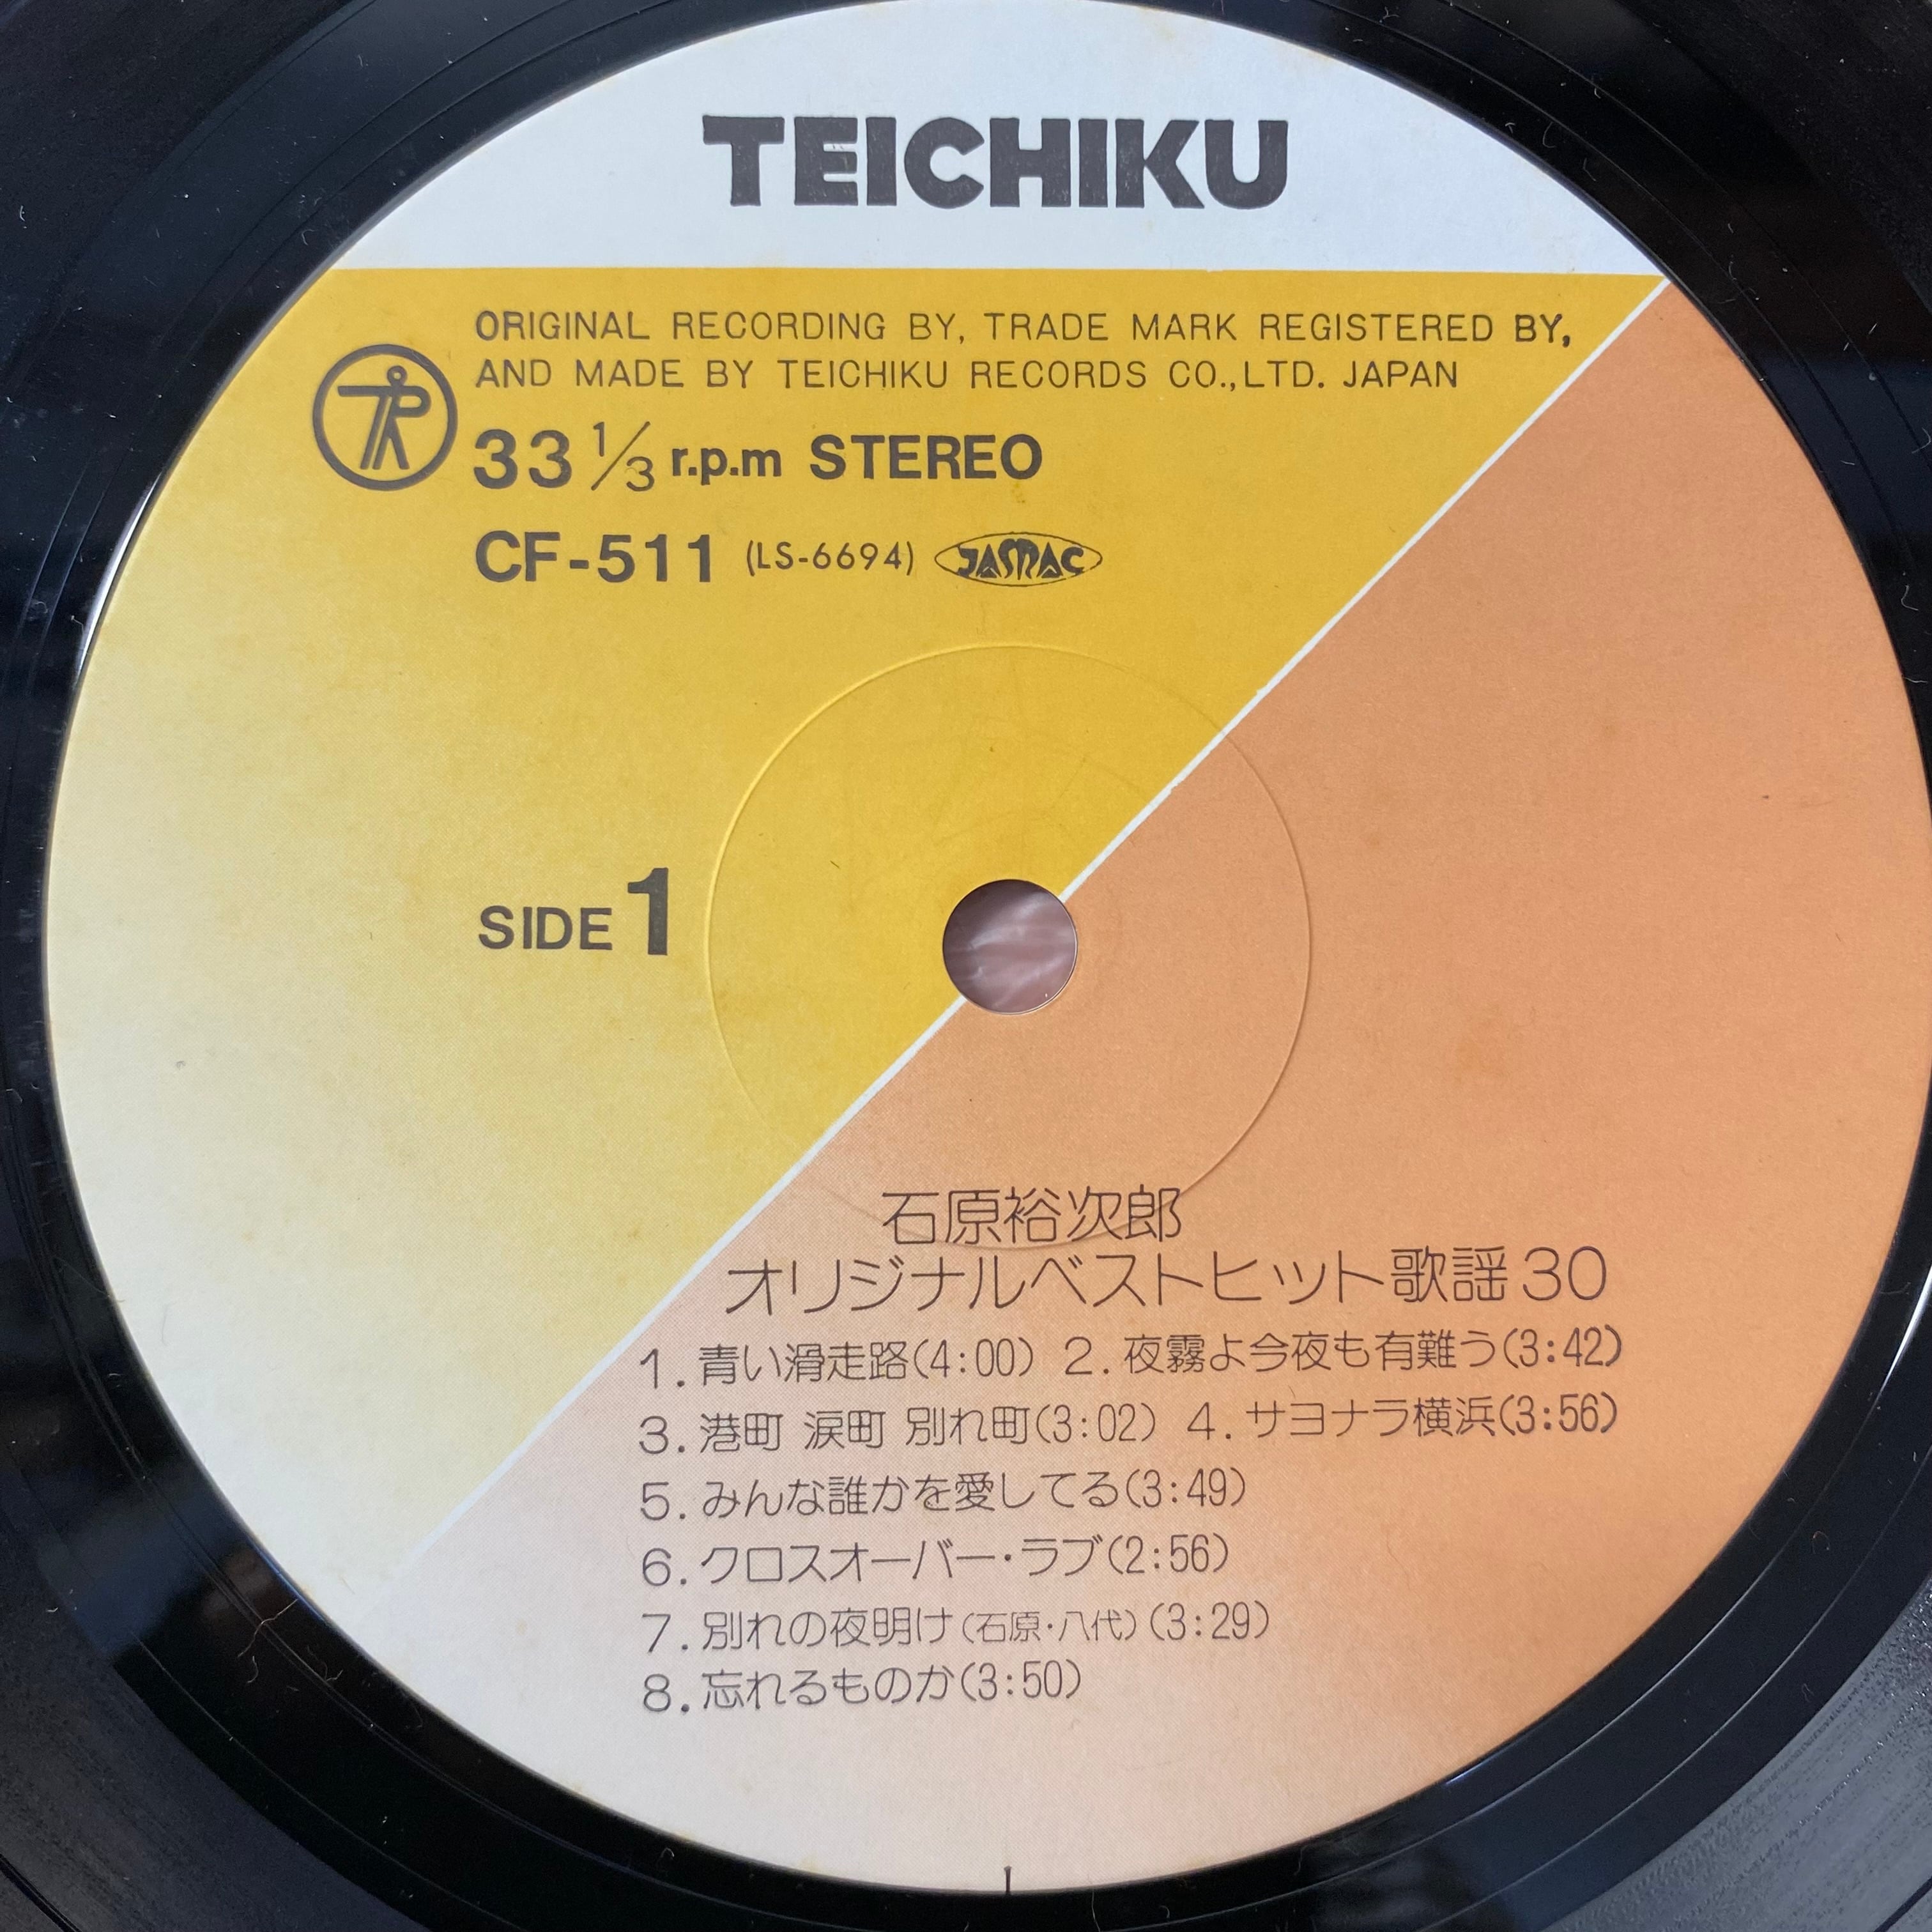 TEICHIKU
ORIGINAL RECORDING BY, TRADE MARK REGISTERED BY,
AND MADE BY TEICHIKU RECORDS CO.,LTD. JAPAN
33 1/3 r.p.m STEREO
CF-511 (LS-6694) JASRAC
SIDE 1
石原裕次郎
オリジナルベストヒット歌謡30
1. 青い滑走路(4:00) 2. 夜霧よ今夜も有難う(3:42)
3. 港町 涙町 別れ町(3:02) 4. サヨナラ横浜(3:56)
5. みんな誰かを愛してる(3:49)
6. クロスオーバー・ラブ(2:56)
7. 別れの夜明け(石原・八代)(3:29)
8. 忘れるものか(3:50)